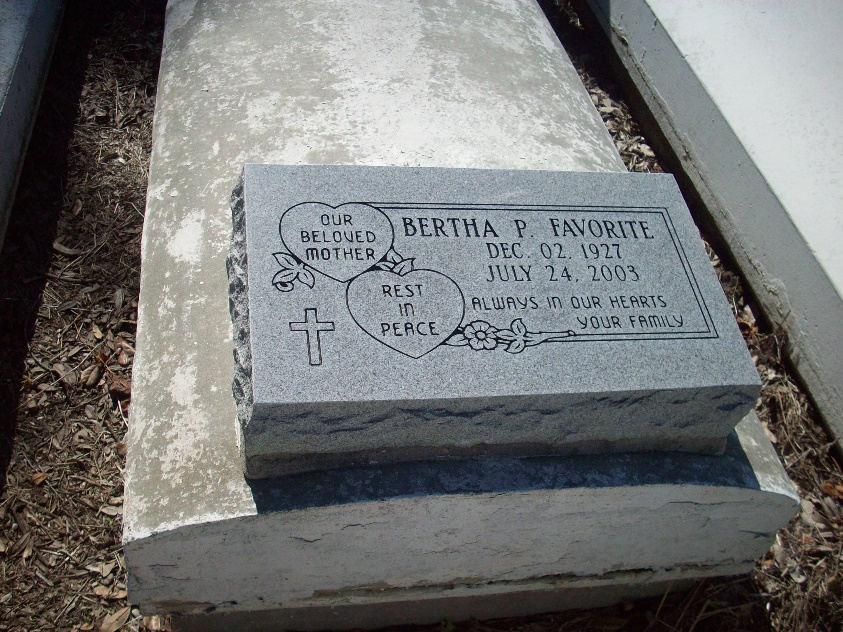 OUR
BELOVED
MOTHER
BERTHA P. FAVORITE
DEC. 02, 1927
JULY 24, 2003
REST
IN
PEACE
ALWAYS IN OUR HEARTS
YOUR FAMILY